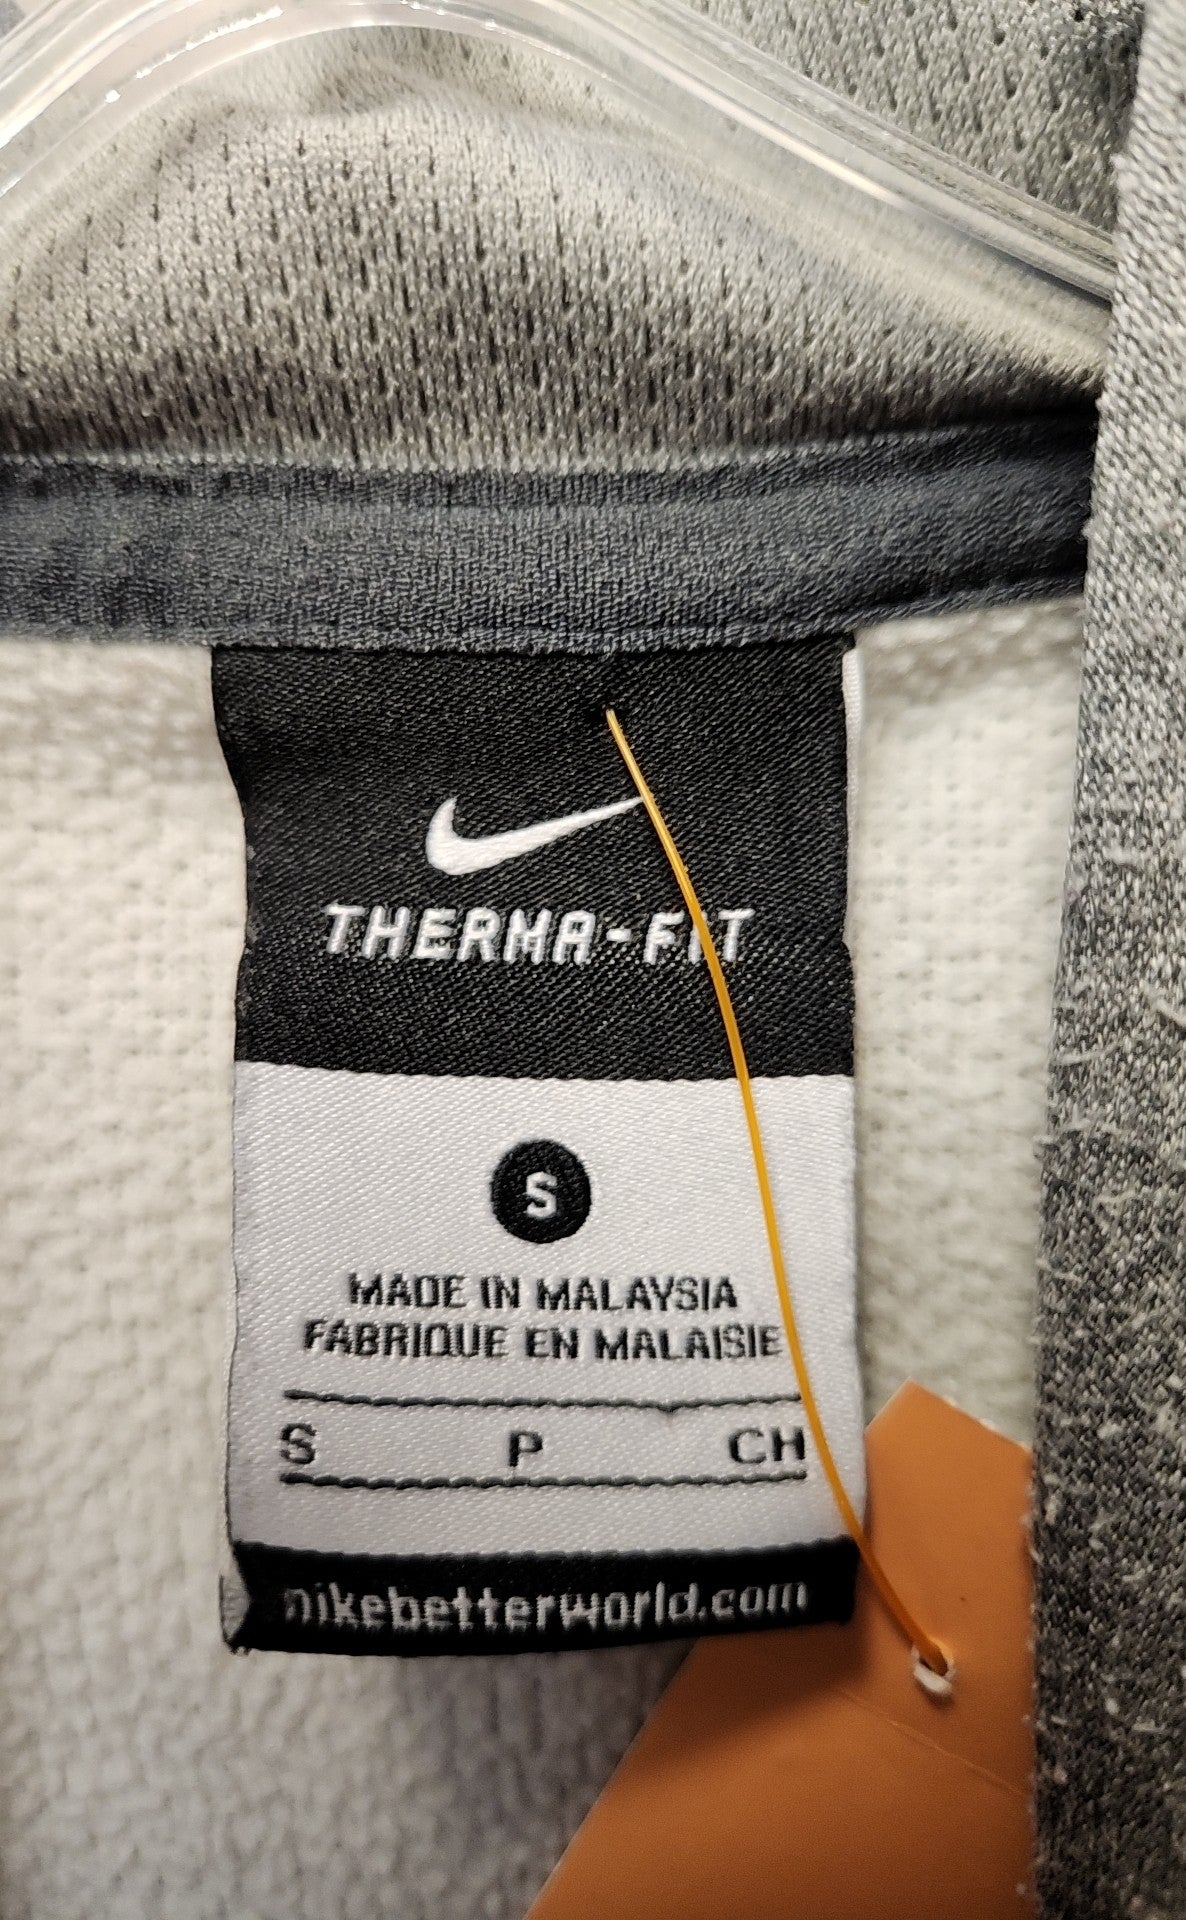 THERMA-FIT
S
MADE IN MALAYSIA
FABRIQUE EN MALAISIE
S P CH
nikebetterworld.com